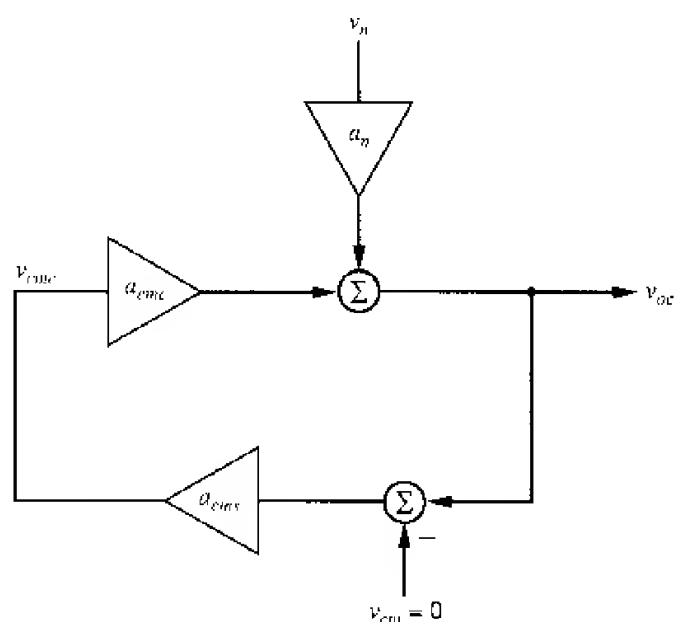 v_n
a_n
v_cmc
a_cmc
Σ
v_oc
a_cms
Σ
−
v_cm = 0